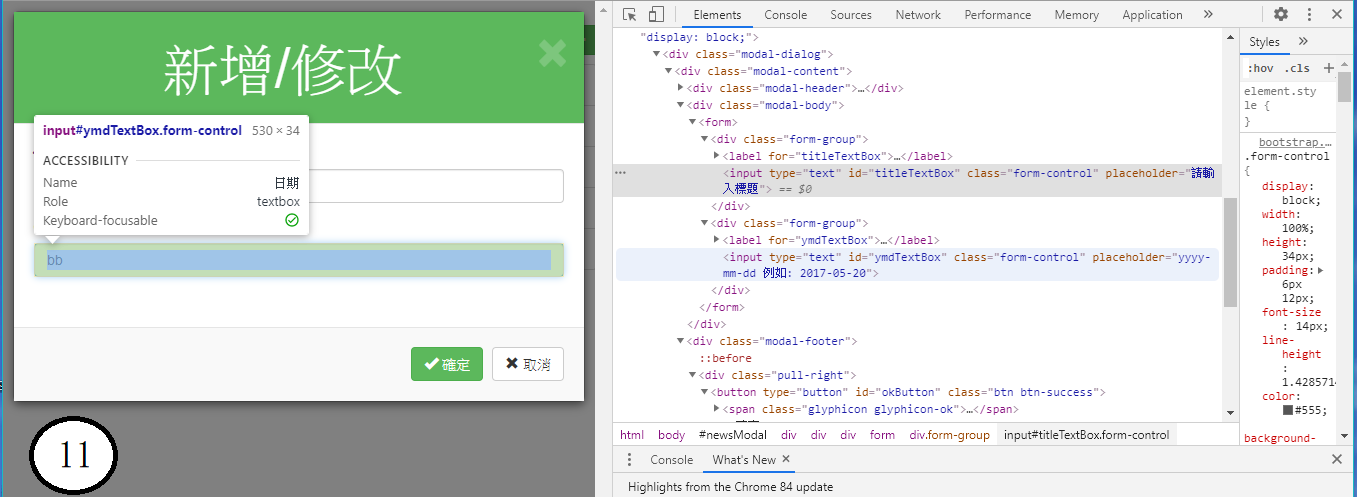 新增/修改
input#ymdTextBox.form-control 530 × 34
ACCESSIBILITY
Name 日期
Role textbox
Keyboard-focusable
bb
確定 取消
11
Elements Console Sources Network Performance Memory Application »
"display: block;">
<div class="modal-dialog">
<div class="modal-content">
<div class="modal-header">…</div>
<div class="modal-body">
<form>
<div class="form-group">
<label for="titleTextBox">…</label>
… <input type="text" id="titleTextBox" class="form-control" placeholder="請輸
入標題"> == $0
</div>
<div class="form-group">
<label for="ymdTextBox">…</label>
<input type="text" id="ymdTextBox" class="form-control" placeholder="yyyy-
mm-dd 例如: 2017-05-20">
</div>
</form>
</div>
<div class="modal-footer">
::before
<div class="pull-right">
<button type="button" id="okButton" class="btn btn-success">
<span class="glyphicon glyphicon-ok">…</span>
html body #newsModal div div div form div.form-group input#titleTextBox.form-control
Console What's New ×
Highlights from the Chrome 84 update
Styles »
:hov .cls +
element.sty
le {
}
bootstrap.…
.form-control
{
display:
block;
width:
100%;
height:
34px;
padding:
6px
12px;
font-size
: 14px;
line-
height
:
1.4285714
color:
#555;
background-